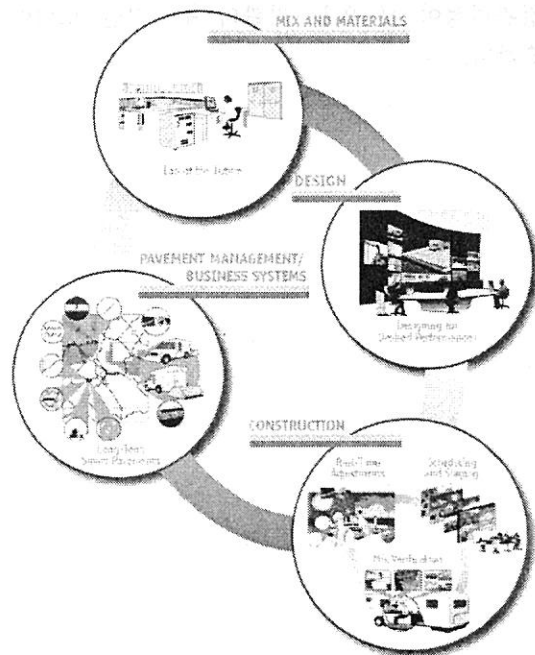 MIX AND MATERIALS
Lab of the Future
DESIGN
Designing for
Desired Performance
PAVEMENT MANAGEMENT/
BUSINESS SYSTEMS
Long-Term
Smart Pavements
CONSTRUCTION
Real-Time
Adjustments
Scheduling
and Staging
Mix Verification